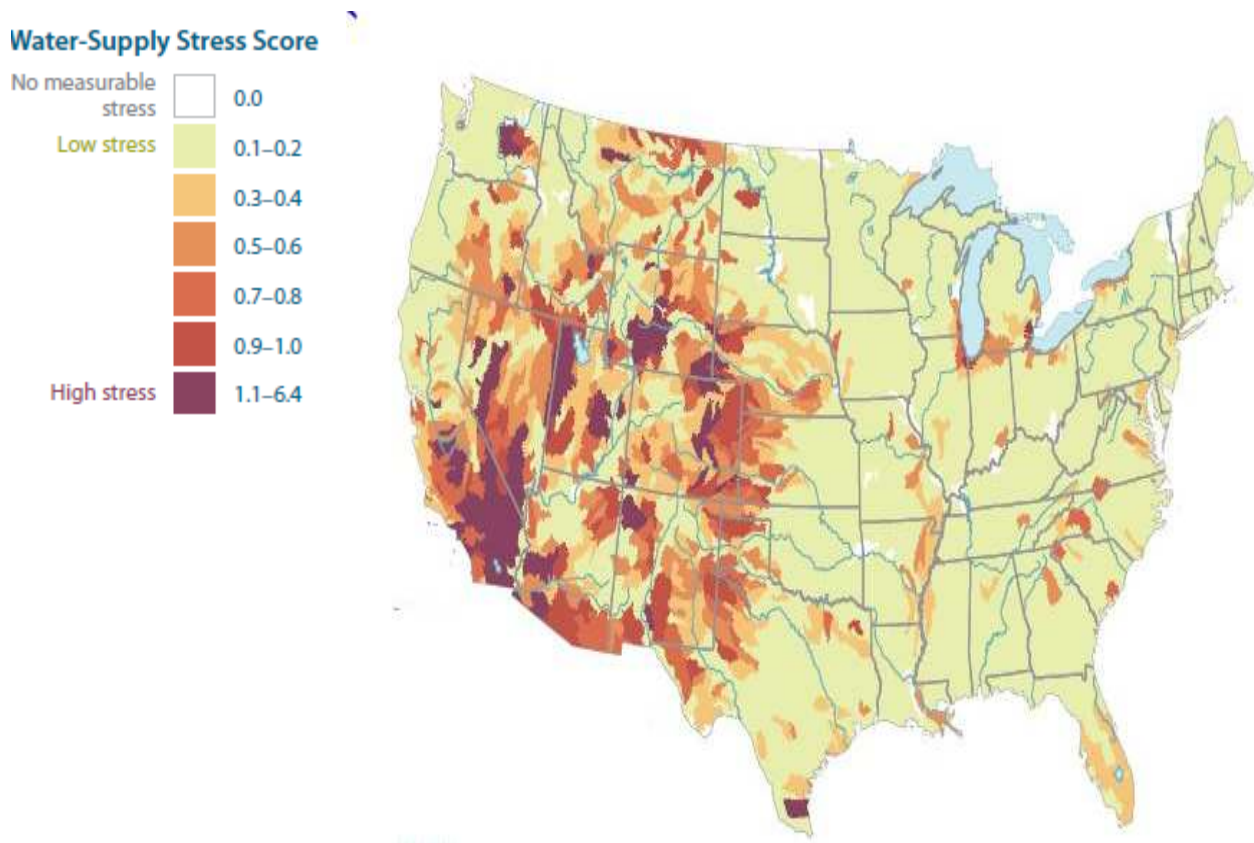 Water-Supply Stress Score
No measurable
stress
0.0
Low stress
0.1–0.2
0.3–0.4
0.5–0.6
0.7–0.8
0.9–1.0
High stress
1.1–6.4